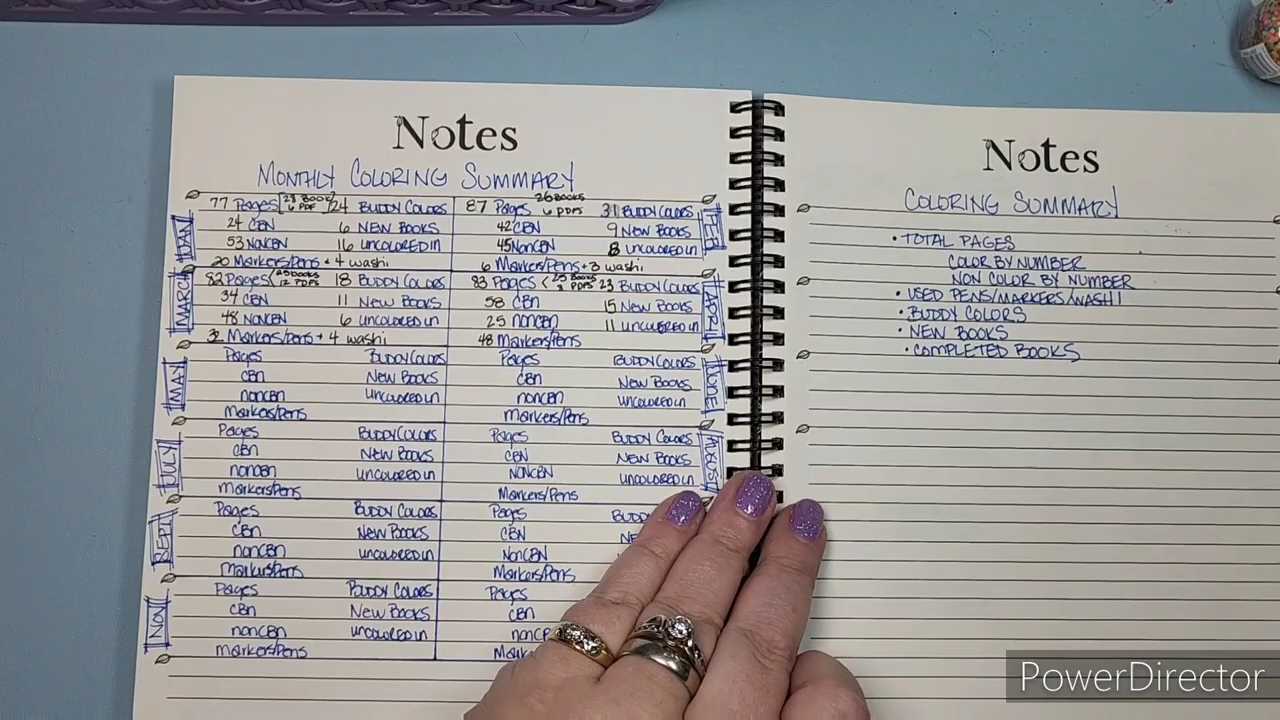 Notes
MONTHLY COLORING SUMMARY
JAN
77 Pages 23 BOOKS 6 PDF 24 BUDDY COLORS
24 CBN 6 NEW BOOKS
53 NONCBN 16 UNCOLORED IN
20 Markers/Pens + 4 washi
FEB
87 Pages 26 BOOKS 6 PDFS 31 BUDDY COLORS
42 CBN 9 NEW BOOKS
45 NONCBN 8 UNCOLORED IN
6 Markers/Pens + 3 washi
MARCH
82 Pages BOOKS 12 PDFS 18 BUDDY COLORS
34 CBN 11 NEW BOOKS
48 NONCBN 6 UNCOLORED IN
32 Markers/Pens + 4 washi
APRIL
83 Pages BOOKS PDFS 23 BUDDY COLORS
58 CBN 15 NEW BOOKS
25 NONCBN 11 UNCOLORED IN
48 Markers/Pens
MAY
Pages BUDDY COLORS
CBN NEW BOOKS
NONCBN UNCOLORED IN
Markers/Pens
JUNE
Pages BUDDY COLORS
CBN NEW BOOKS
NONCBN UNCOLORED IN
Markers/Pens
JULY
Pages BUDDY COLORS
CBN NEW BOOKS
NONCBN UNCOLORED IN
Markers/Pens
AUGUST
Pages BUDDY COLORS
CBN NEW BOOKS
NONCBN UNCOLORED IN
Markers/Pens
SEPT
Pages BUDDY COLORS
CBN NEW BOOKS
NONCBN UNCOLORED IN
Markers/Pens
Pages BUDD
CBN NE
NONCBN
Markers/Pens
NOV
Pages BUDDY COLORS
CBN NEW BOOKS
NONCBN UNCOLORED IN
Markers/Pens
Pages
CBN
Notes
COLORING SUMMARY
• TOTAL PAGES
COLOR BY NUMBER
NON COLOR BY NUMBER
• USED PENS/MARKERS/WASHI
• BUDDY COLORS
• NEW BOOKS
• COMPLETED BOOKS
PowerDirector